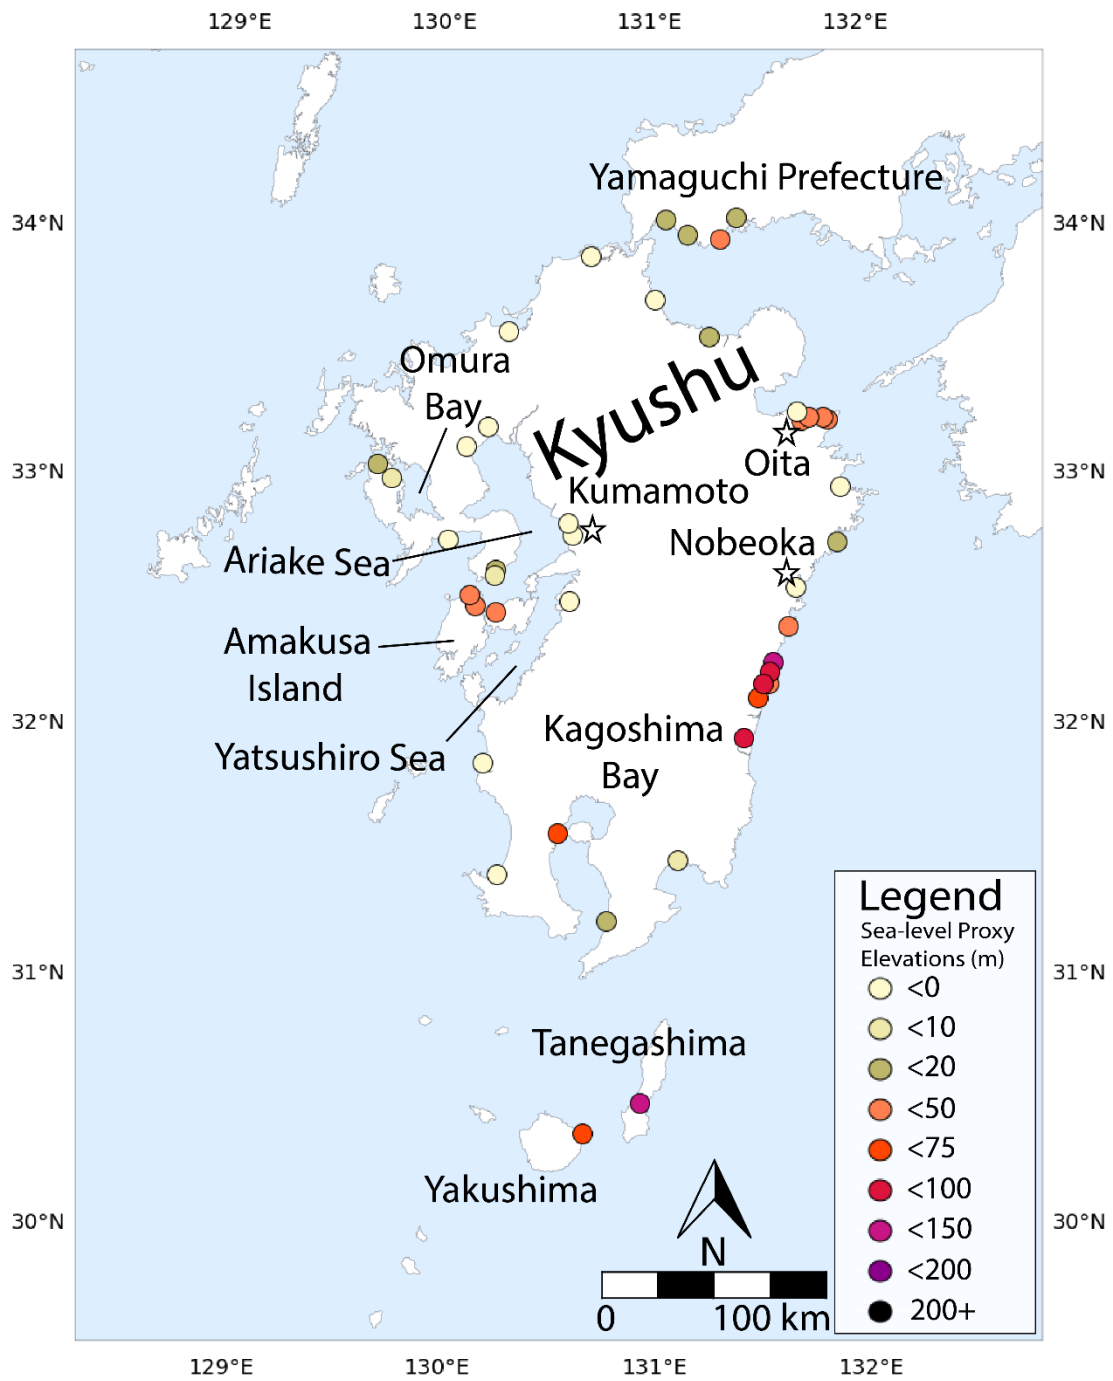 129°E 130°E 131°E 132°E
Yamaguchi Prefecture
34°N 34°N
Omura
Bay
Kyushu
Oita
33°N 33°N
Kumamoto
Nobeoka
Ariake Sea
Amakusa
Island
32°N 32°N
Kagoshima
Bay
Yatsushiro Sea
Legend
Sea-level Proxy
Elevations (m)
31°N 31°N
<0
<10
<20
<50
<75
<100
<150
<200
200+
Tanegashima
Yakushima
30°N 30°N
N
0 100 km
129°E 130°E 131°E 132°E